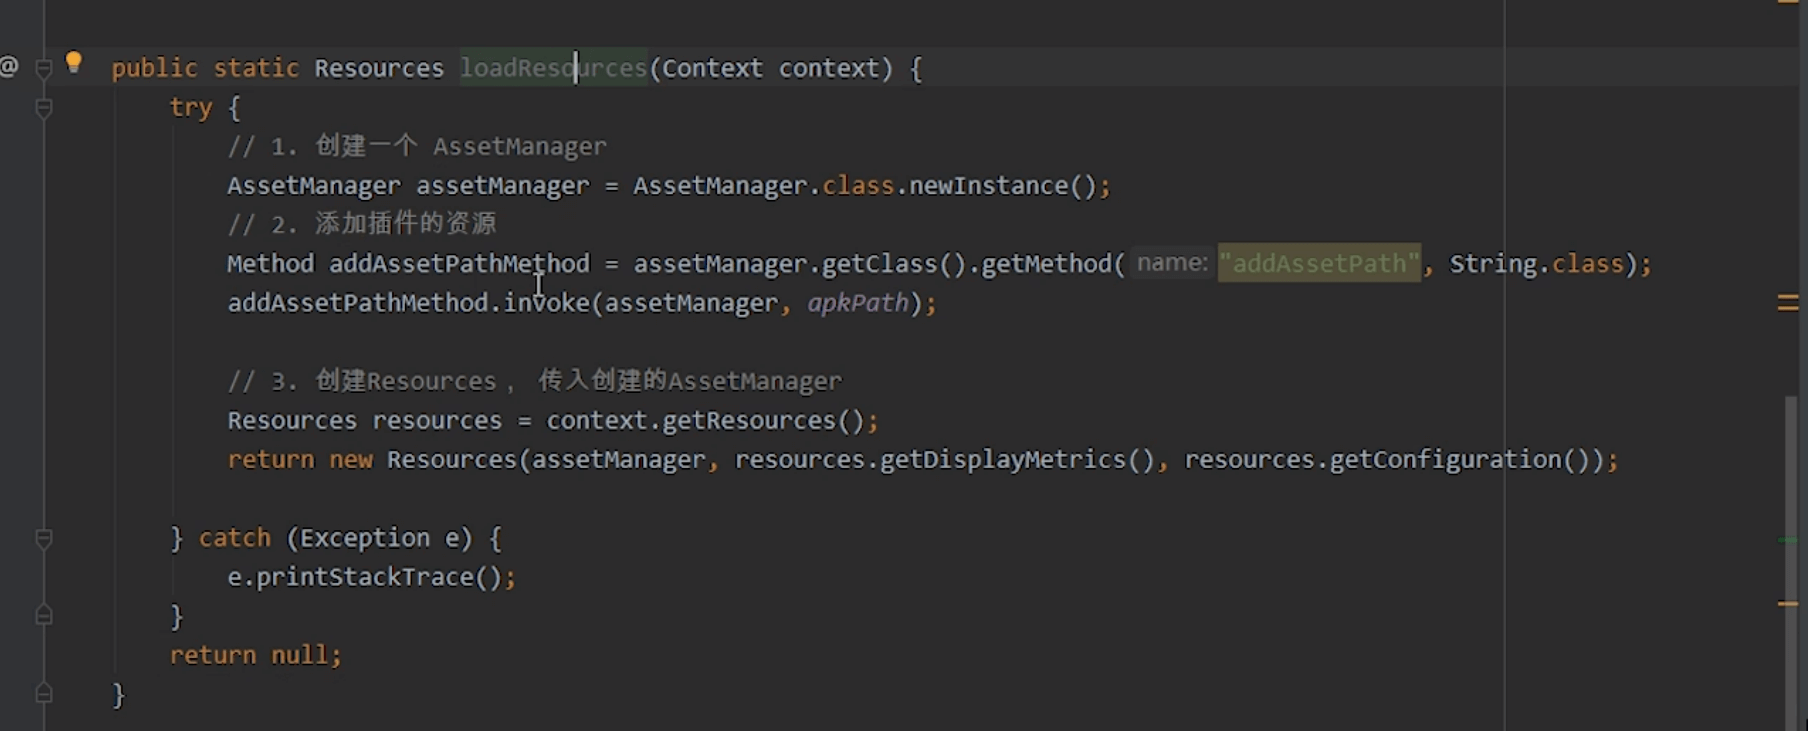 @
public static Resources loadResources(Context context) {
try {
// 1. 创建一个 AssetManager
AssetManager assetManager = AssetManager.class.newInstance();
// 2. 添加插件的资源
Method addAssetPathMethod = assetManager.getClass().getMethod( name: "addAssetPath", String.class);
addAssetPathMethod.invoke(assetManager, apkPath);
// 3. 创建Resources， 传入创建的AssetManager
Resources resources = context.getResources();
return new Resources(assetManager, resources.getDisplayMetrics(), resources.getConfiguration());
} catch (Exception e) {
e.printStackTrace();
}
return null;
}